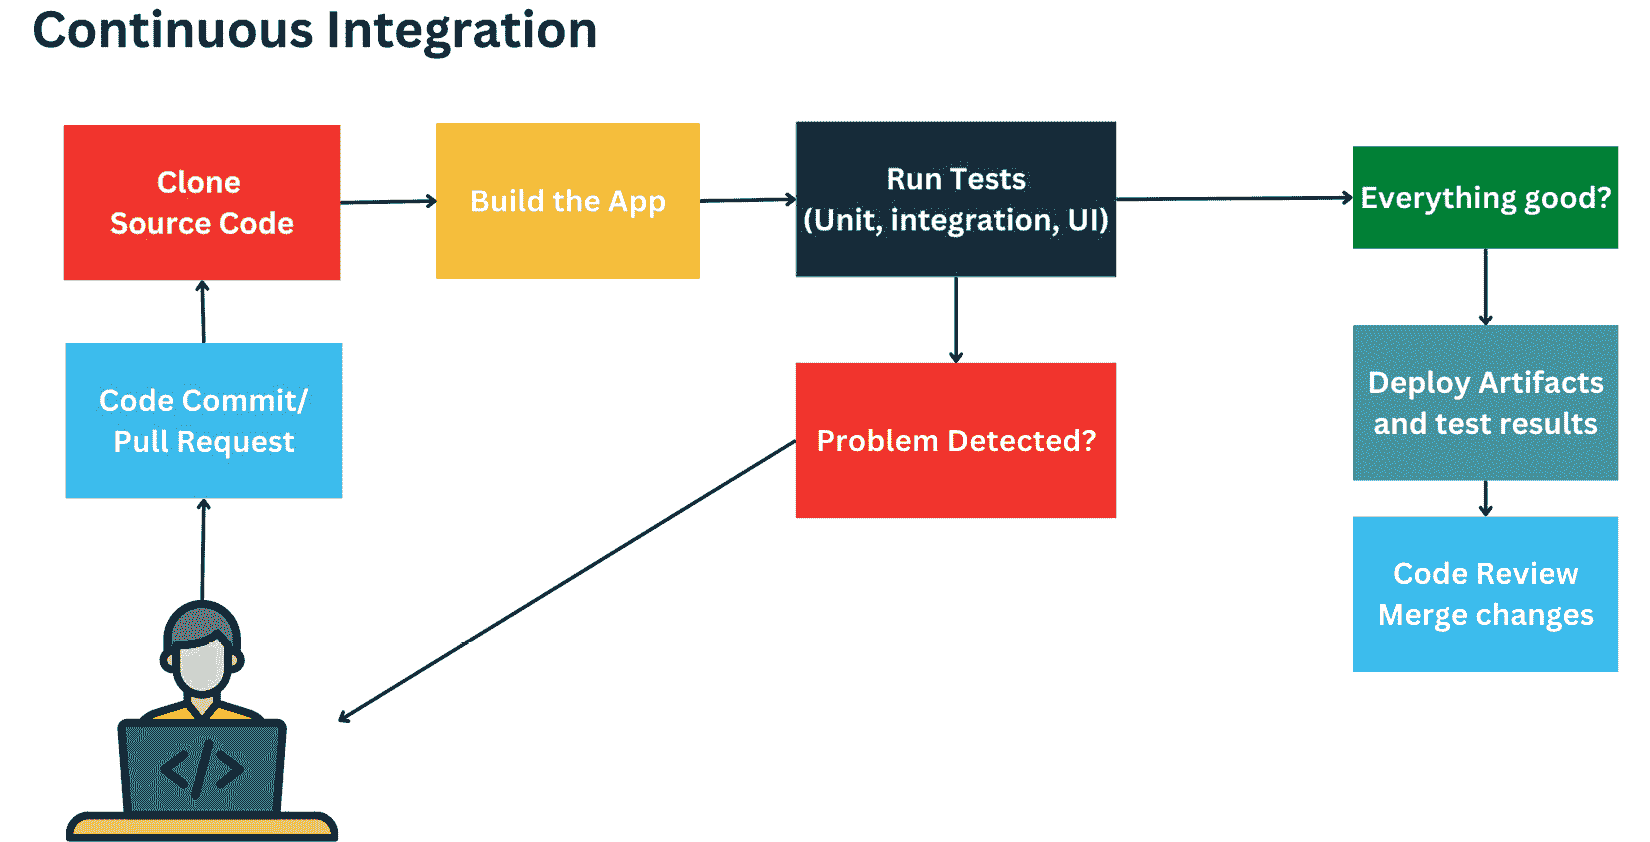 Continuous Integration
Clone
Source Code
Build the App
Run Tests
(Unit, integration, UI)
Everything good?
Code Commit/
Pull Request
Problem Detected?
Deploy Artifacts
and test results
Code Review
Merge changes
</>